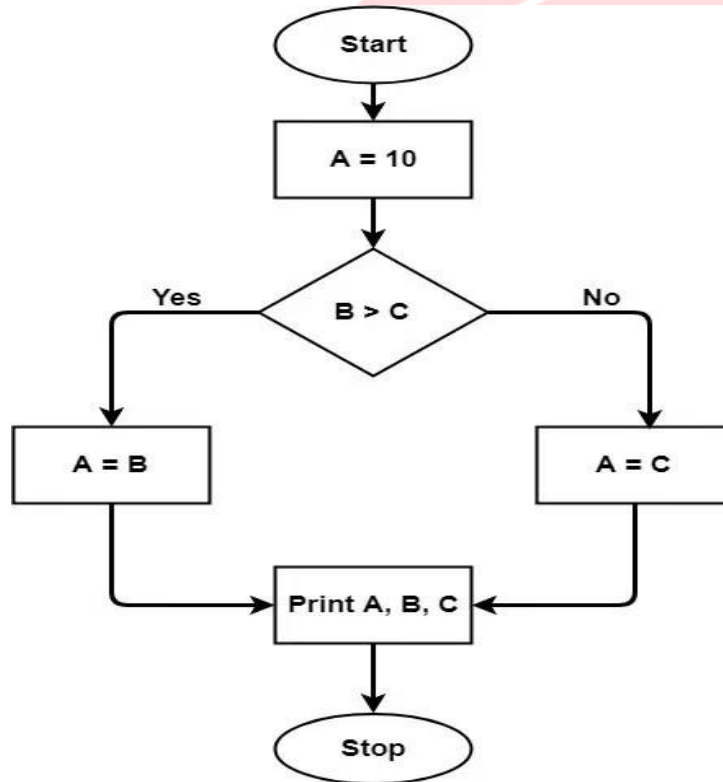 Start
A = 10
Yes
B > C
No
A = B
A = C
Print A, B, C
Stop